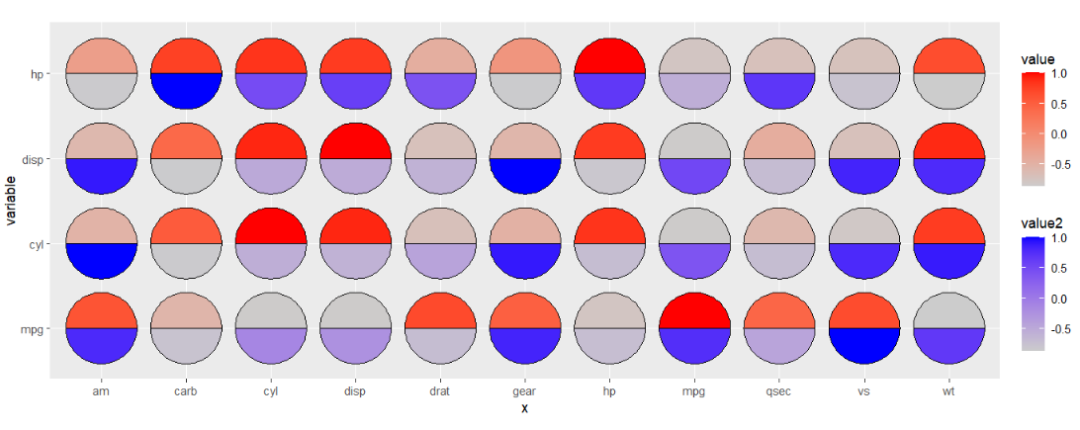 variable
hp
disp
cyl
mpg
am carb cyl disp drat gear hp mpg qsec vs wt
x
value
1.0
0.5
0.0
-0.5
value2
1.0
0.5
0.0
-0.5